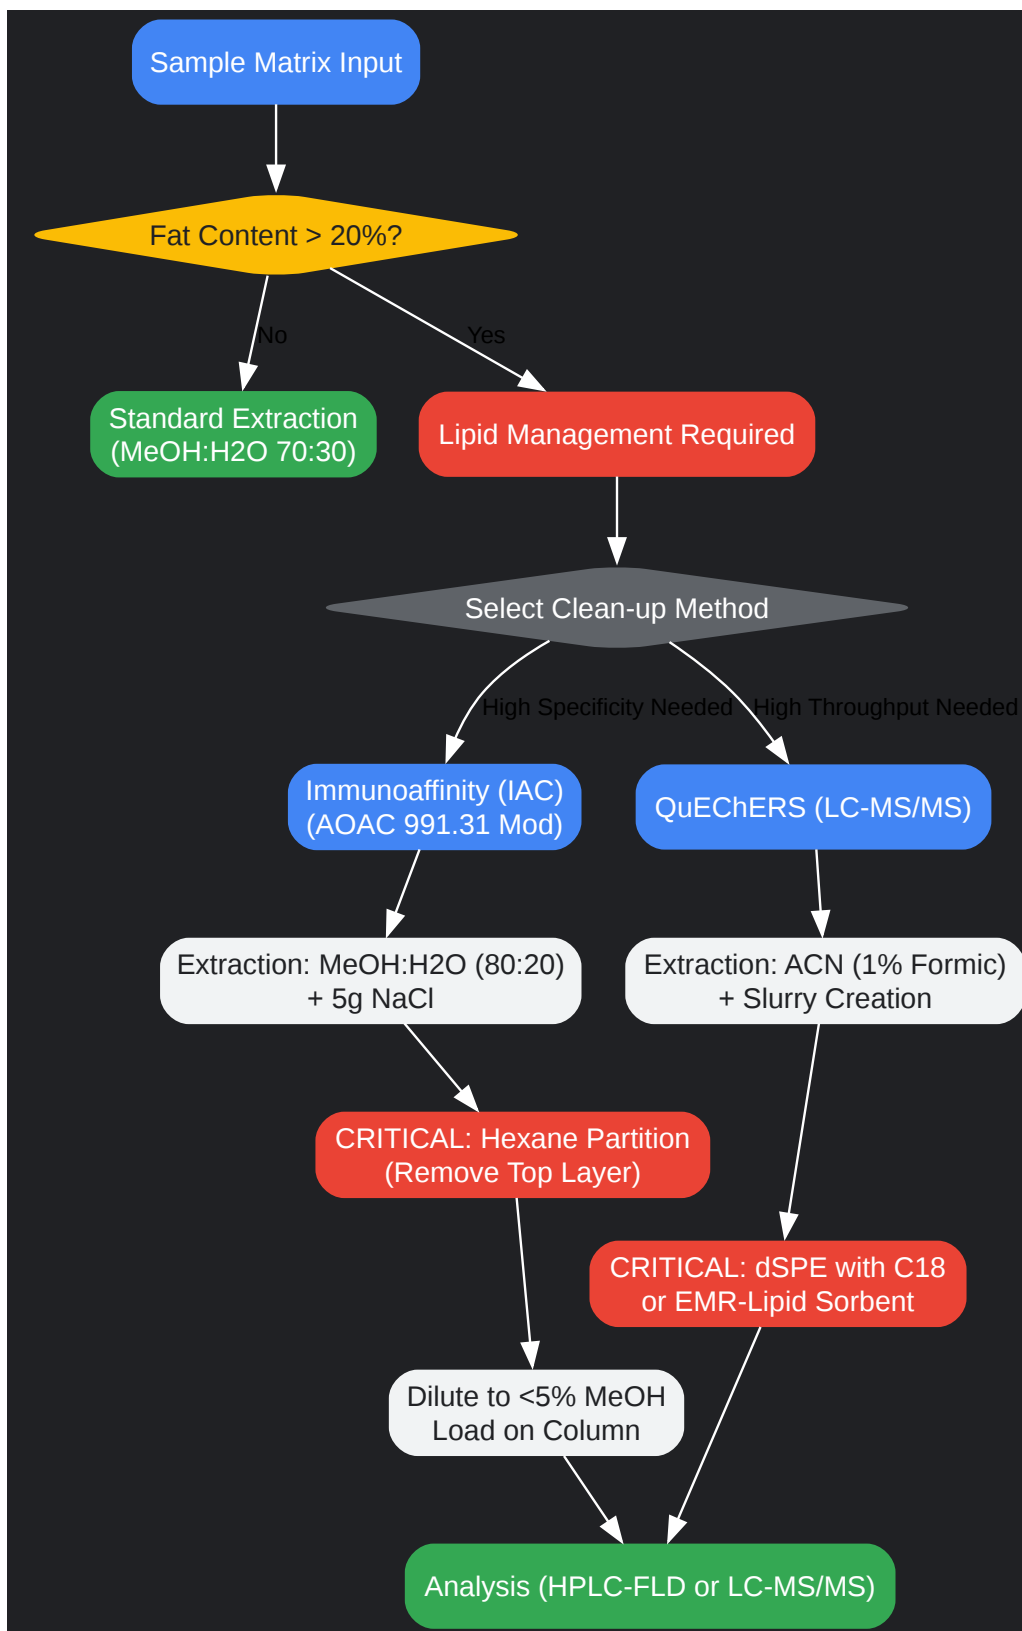 Sample Matrix Input
Fat Content > 20%?
No
Yes
Standard Extraction
(MeOH:H2O 70:30)
Lipid Management Required
Select Clean-up Method
High Specificity Needed
High Throughput Needed
Immunoaffinity (IAC)
(AOAC 991.31 Mod)
QuEChERS (LC-MS/MS)
Extraction: MeOH:H2O (80:20)
+ 5g NaCl
Extraction: ACN (1% Formic)
+ Slurry Creation
CRITICAL: Hexane Partition
(Remove Top Layer)
CRITICAL: dSPE with C18
or EMR-Lipid Sorbent
Dilute to <5% MeOH
Load on Column
Analysis (HPLC-FLD or LC-MS/MS)